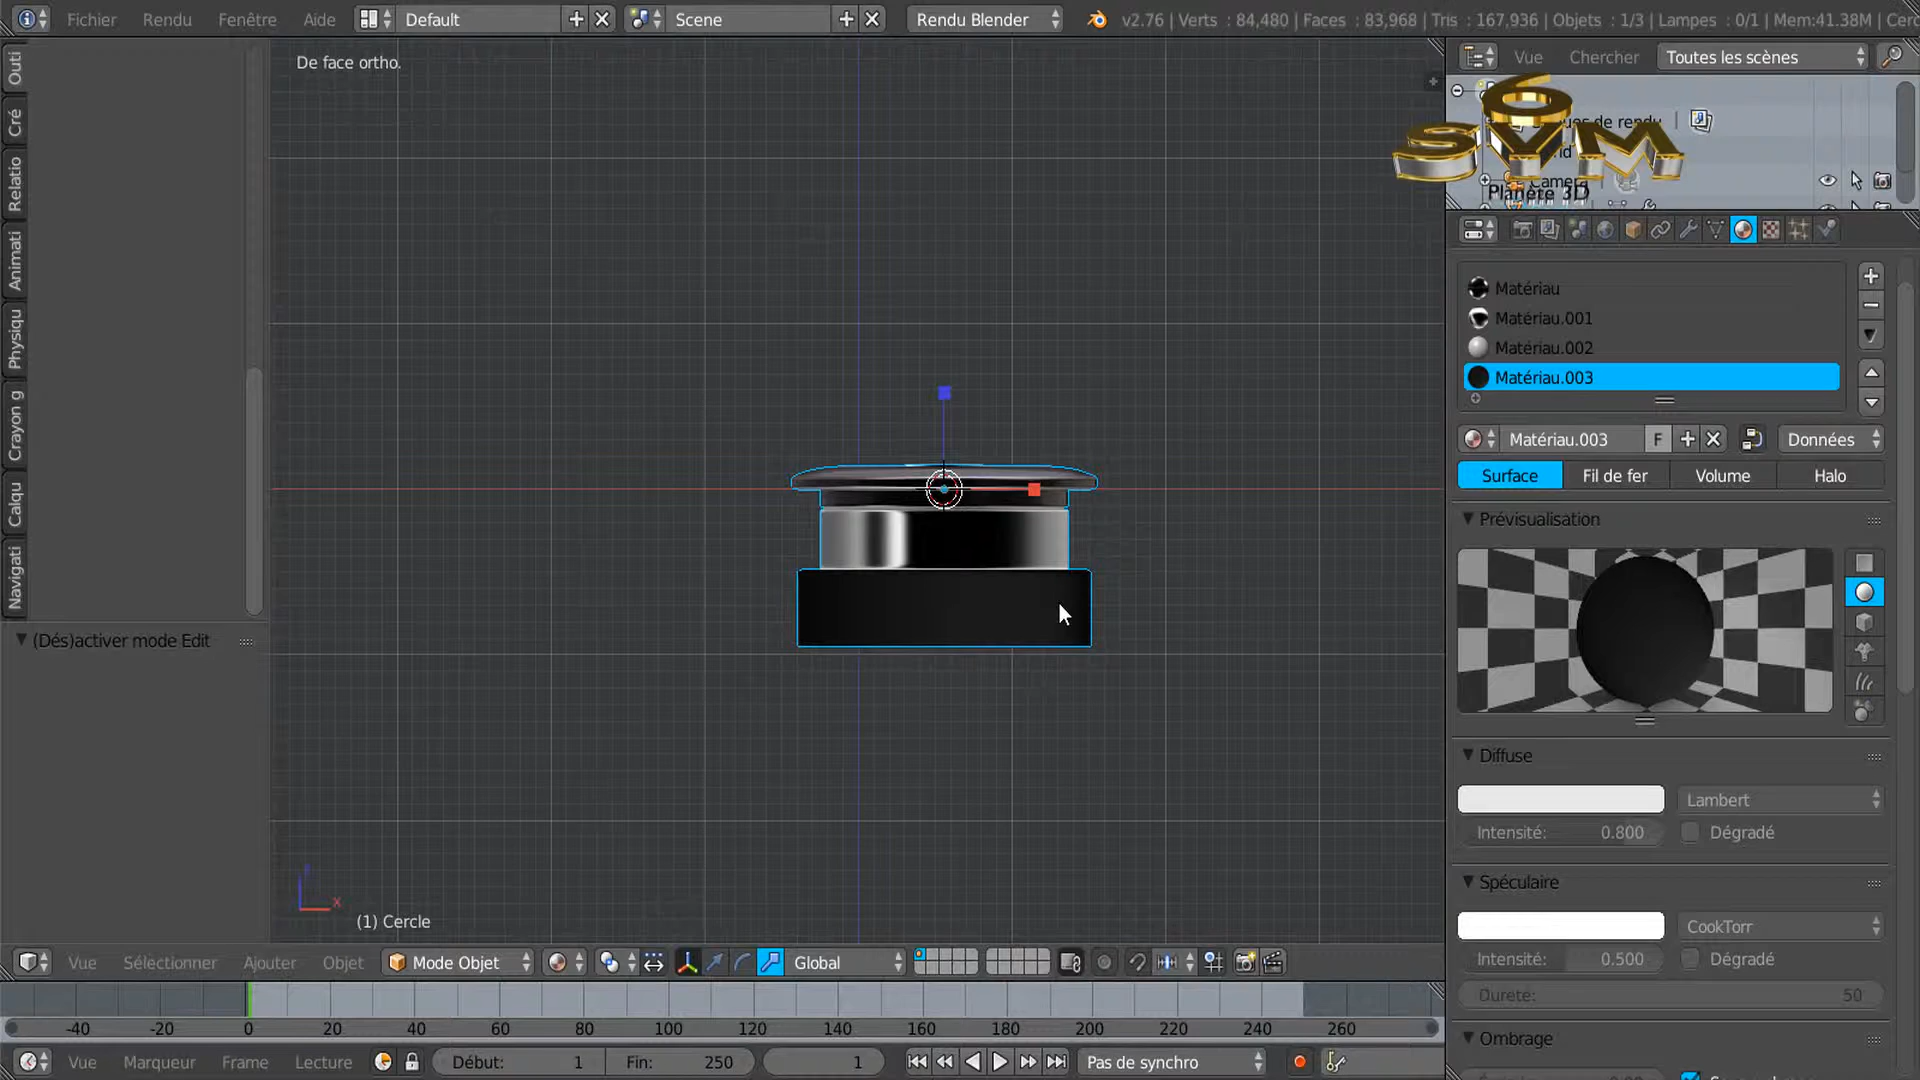 Fichier Rendu Fenêtre Aide Default Scene Rendu Blender v2.76 | Verts : 84,480 | Faces : 83,968 | Tris : 167,936 | Objets : 1/3 | Lampes : 0/1 | Mem:41.38M | Cerc
De face ortho.
Outi
Cré
Relatio
Animati
Physiqu
Crayon g
Calqu
Navigati
(Dés)activer mode Edit
(1) Cercle
Vue Chercher Toutes les scènes
6
SVM
ues de rendu
Camera
Planète 3D
Matériau
Matériau.001
Matériau.002
Matériau.003
Matériau.003 F Données
Surface Fil de fer Volume Halo
Prévisualisation
Diffuse
Lambert
Intensité: 0.800 Dégradé
Spéculaire
CookTorr
Intensité: 0.500 Dégradé
Dureté: 50
Ombrage
x
Vue Sélectionner Ajouter Objet Mode Objet Global
-40 -20 0 20 40 60 80 100 120 140 160 180 200 220 240 260
Vue Marqueur Frame Lecture Début: 1 Fin: 250 1 Pas de synchro